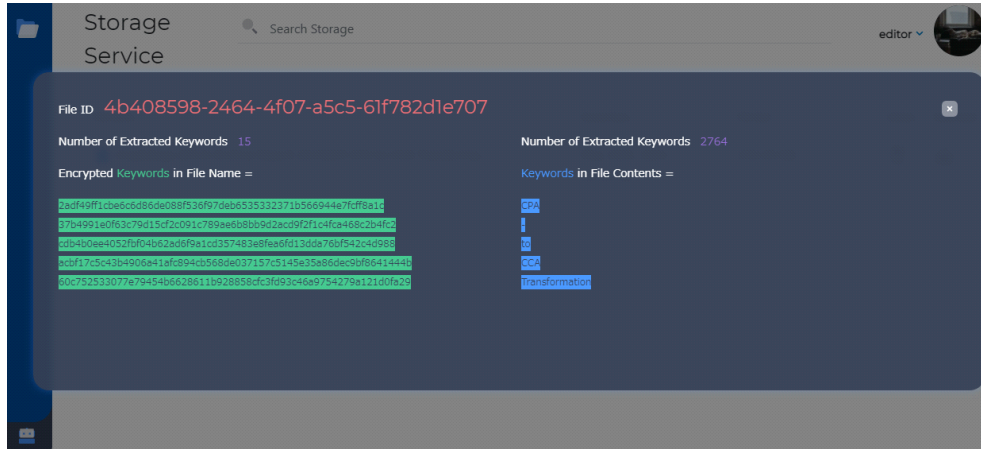 Storage
Service
Search Storage
editor
File ID 4b408598-2464-4f07-a5c5-61f782d1e707
Number of Extracted Keywords 15
Encrypted Keywords in File Name =
2adf49ff1cbe6c6d86de088f536f97deb6535332371b566944e7fcff8a1c
37b4991e0f63c79d15cf2c091c789ae6b8bb9d2acd9f2f1c4fca468c2b4fc2
cdb4b0ee4052fbf04b62ad6f9a1cd357483e8fea6fd13dda76bf542c4d988
acbf17c5c43b4906a41afc894cb568de037157c5145e35a86dec9bf8641444b
60c752533077e79454b6628611b928858cfc3fd93c46a9754279a121d0fa29
Number of Extracted Keywords 2764
Keywords in File Contents =
CPA
-
to
CCA
Transformation